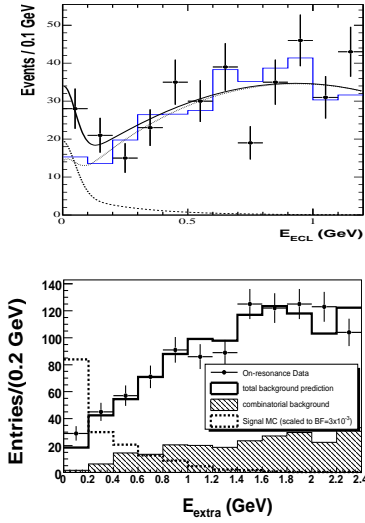 Events / 0.1 GeV
50
40
30
20
10
0
0 0.5 1
E_ECL (GeV)
Entries/(0.2 GeV)
140
120
100
80
60
40
20
0
On-resonance Data
total background prediction
combinatorial background
Signal MC (scaled to BF=3x10^-3)
0 0.2 0.4 0.6 0.8 1.0 1.2 1.4 1.6 1.8 2.0 2.2 2.4
E_extra (GeV)